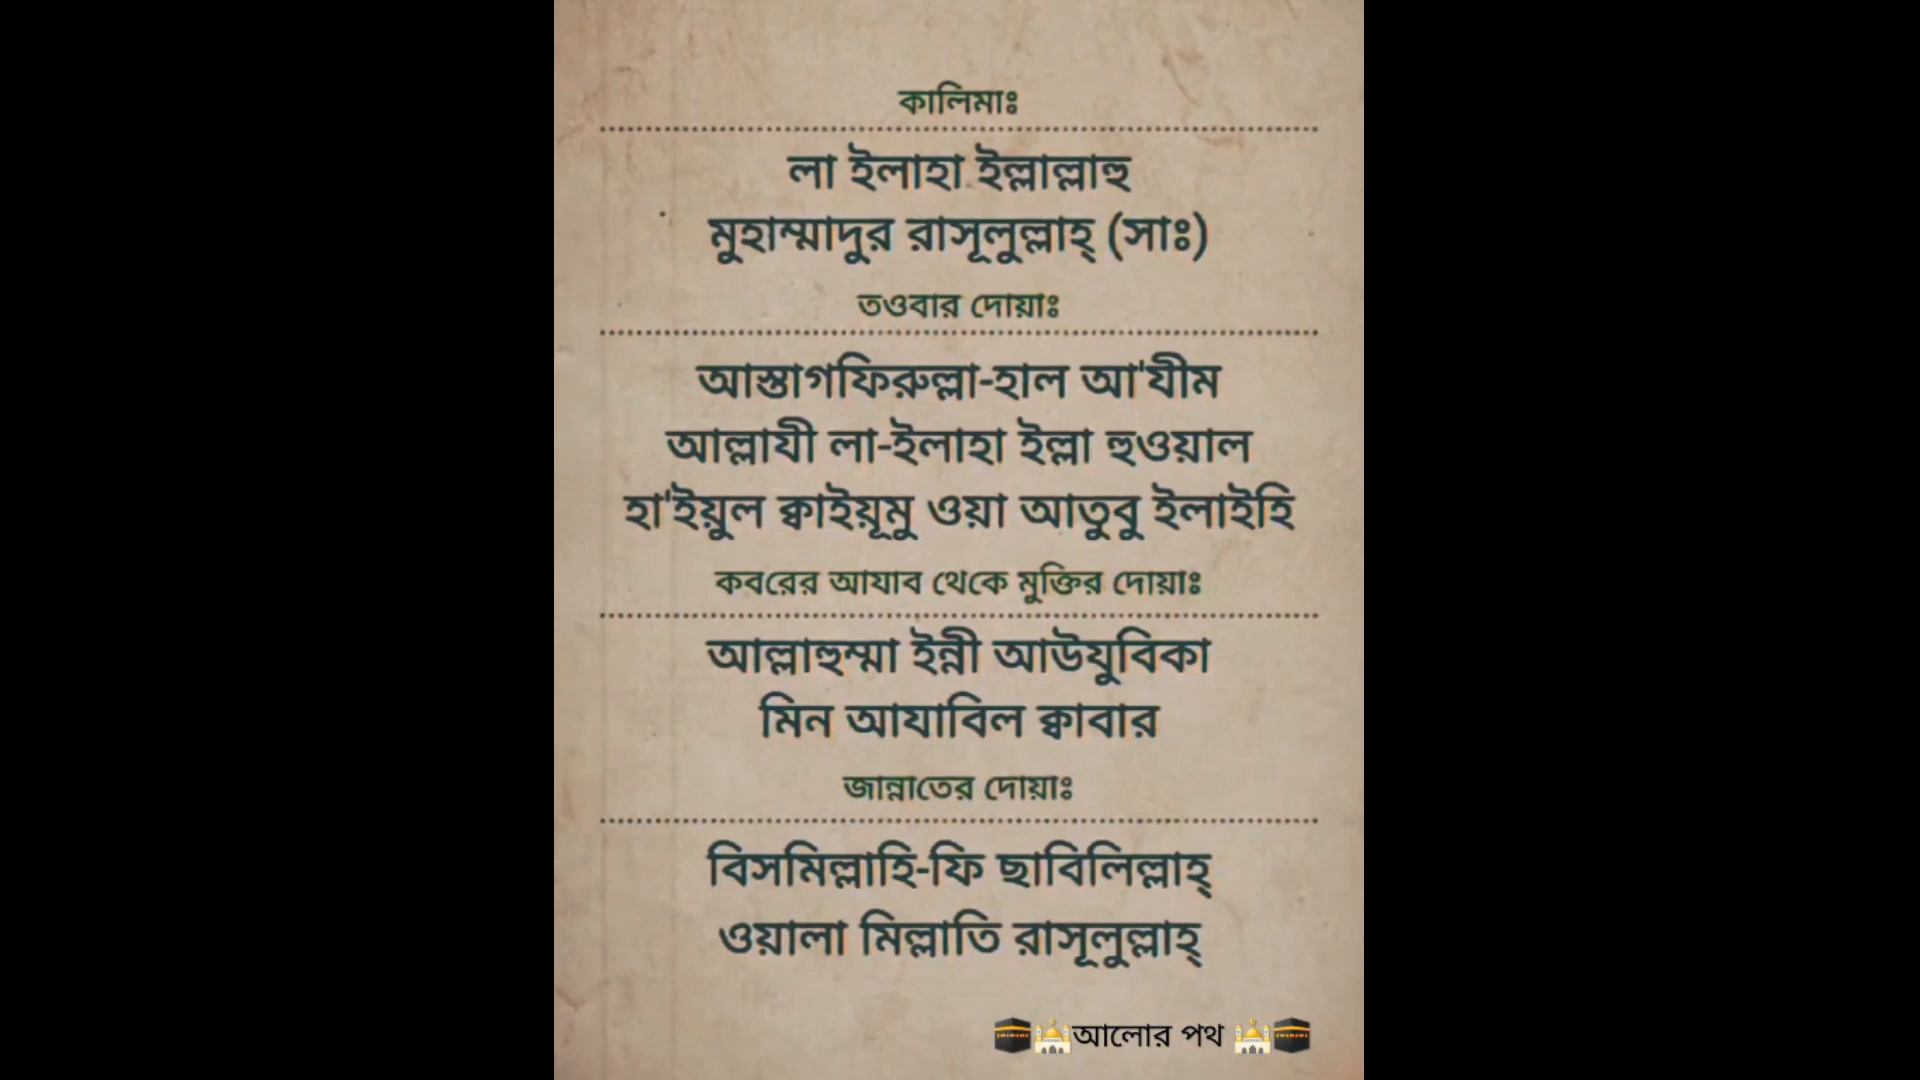 কালিমাঃ
লা ইলাহা ইল্লাল্লাহু
মুহাম্মাদুর রাসূলুল্লাহ্ (সাঃ)
তওবার দোয়াঃ
আস্তাগফিরুল্লা-হাল আ'যীম
আল্লাযী লা-ইলাহা ইল্লা হুওয়াল
হা'ইয়ুল ক্বাইয়ূমু ওয়া আতুবু ইলাইহি
কবরের আযাব থেকে মুক্তির দোয়াঃ
আল্লাহুম্মা ইন্নী আউযুবিকা
মিন আযাবিল ক্বাবার
জান্নাতের দোয়াঃ
বিসমিল্লাহি-ফি ছাবিলিল্লাহ্
ওয়ালা মিল্লাতি রাসূলুল্লাহ্
🕋🕌আলোর পথ 🕌🕋